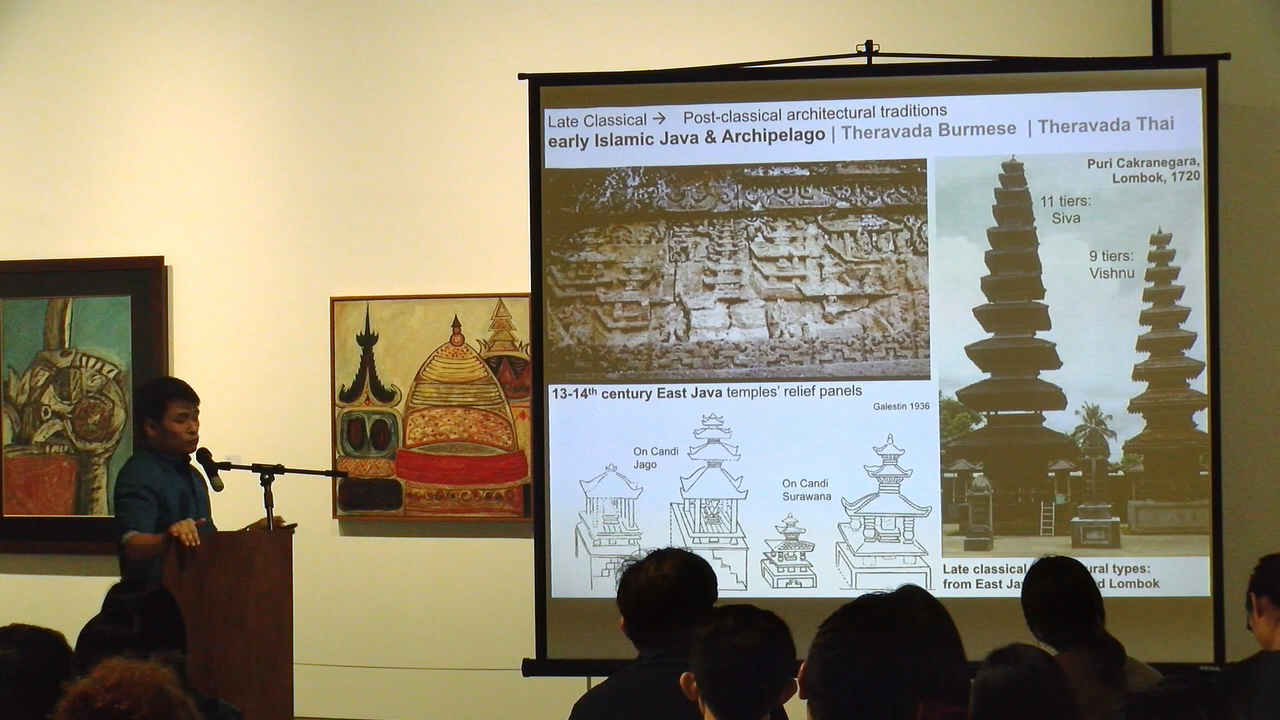 Late Classical → Post-classical architectural traditions
early Islamic Java & Archipelago | Theravada Burmese | Theravada Thai
Puri Cakranegara,
Lombok, 1720
11 tiers:
Siva
9 tiers:
Vishnu
13-14th century East Java temples' relief panels
Galestin 1936
On Candi
Jago
On Candi
Surawana
Late classical ural types:
from East Ja d Lombok